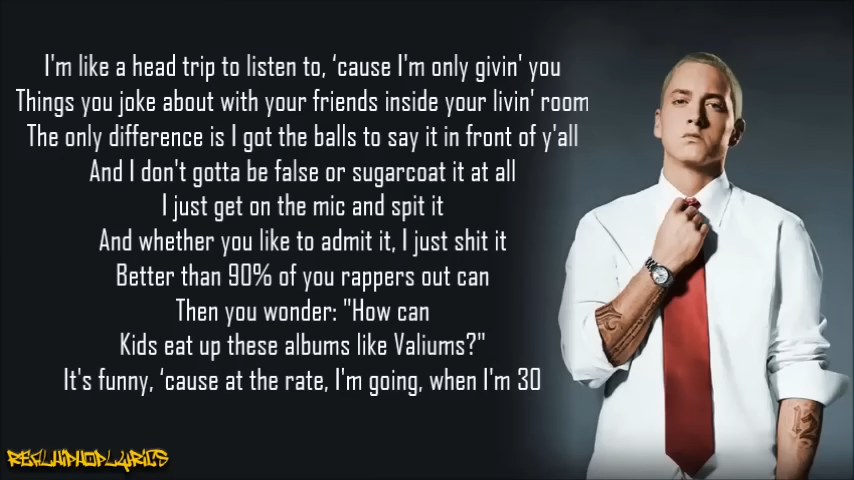 I'm like a head trip to listen to, ‘cause I'm only givin' you
Things you joke about with your friends inside your livin' room
The only difference is I got the balls to say it in front of y'all
And I don't gotta be false or sugarcoat it at all
I just get on the mic and spit it
And whether you like to admit it, I just shit it
Better than 90% of you rappers out can
Then you wonder: "How can
Kids eat up these albums like Valiums?"
It's funny, ‘cause at the rate, I'm going, when I'm 30
REALHIPHOPLYRICS
12